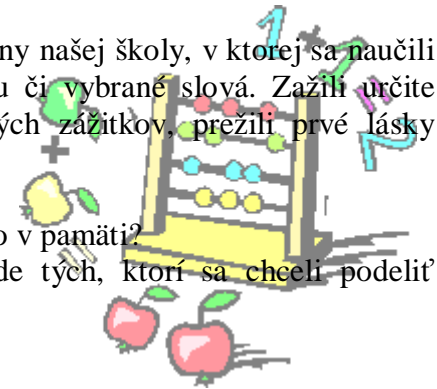 ny našej školy, v ktorej sa naučili
u či vybrané slová. Zažili určite
ých zážitkov, prežili prvé lásky
o v pamäti?
de tých, ktorí sa chceli podeliť